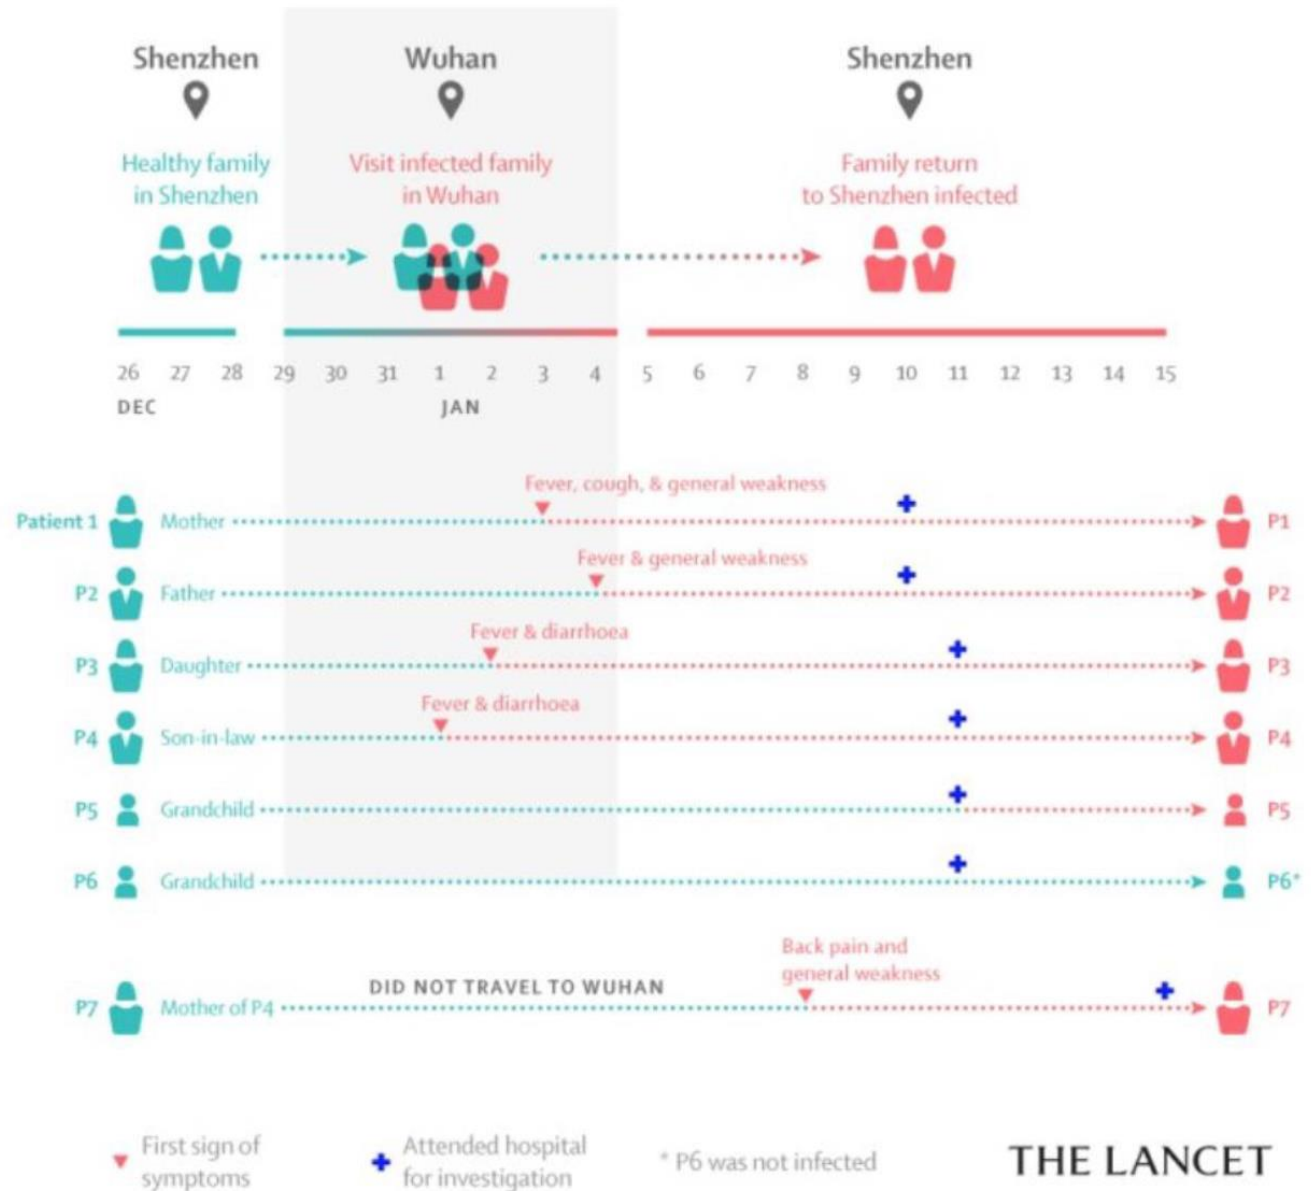 Shenzhen
Wuhan
Shenzhen
Healthy family
in Shenzhen
Visit infected family
in Wuhan
Family return
to Shenzhen infected
26 27 28 29 30 31 1 2 3 4 5 6 7 8 9 10 11 12 13 14 15
DEC JAN
Fever, cough, & general weakness
Patient 1 Mother P1
Fever & general weakness
P2 Father P2
Fever & diarrhoea
P3 Daughter P3
Fever & diarrhoea
P4 Son-in-law P4
P5 Grandchild P5
P6 Grandchild P6*
Back pain and
general weakness
DID NOT TRAVEL TO WUHAN
P7 Mother of P4 P7
First sign of
symptoms
Attended hospital
for investigation
* P6 was not infected
THE LANCET